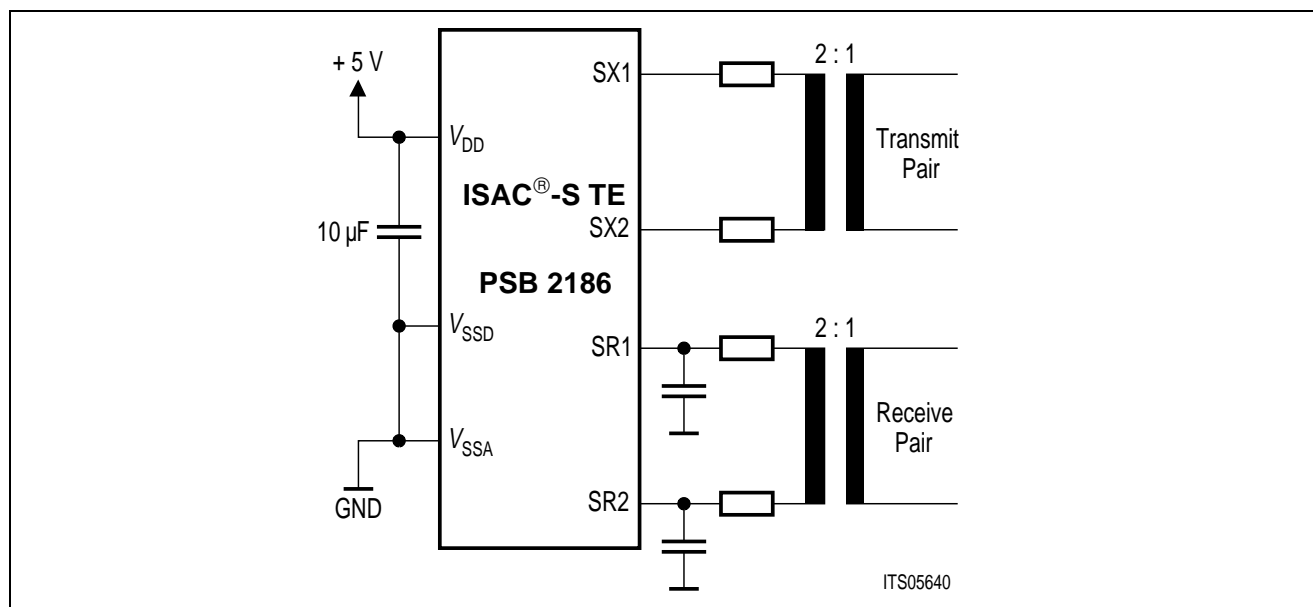 + 5 V
2 : 1
SX1
V_DD
Transmit
Pair
ISAC®-S TE
SX2
10 µF
PSB 2186
2 : 1
V_SSD
SR1
Receive
Pair
V_SSA
SR2
GND
ITS05640